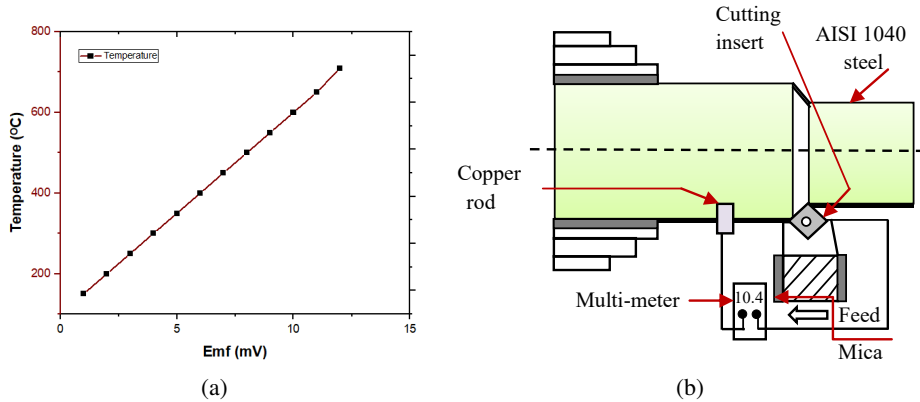 800
600
400
200
0
5
10
15
Temperature
Temperature (OC)
Emf (mV)
(a)
Cutting
insert
AISI 1040
steel
Copper
rod
Multi-meter
10.4
Feed
Mica
(b)